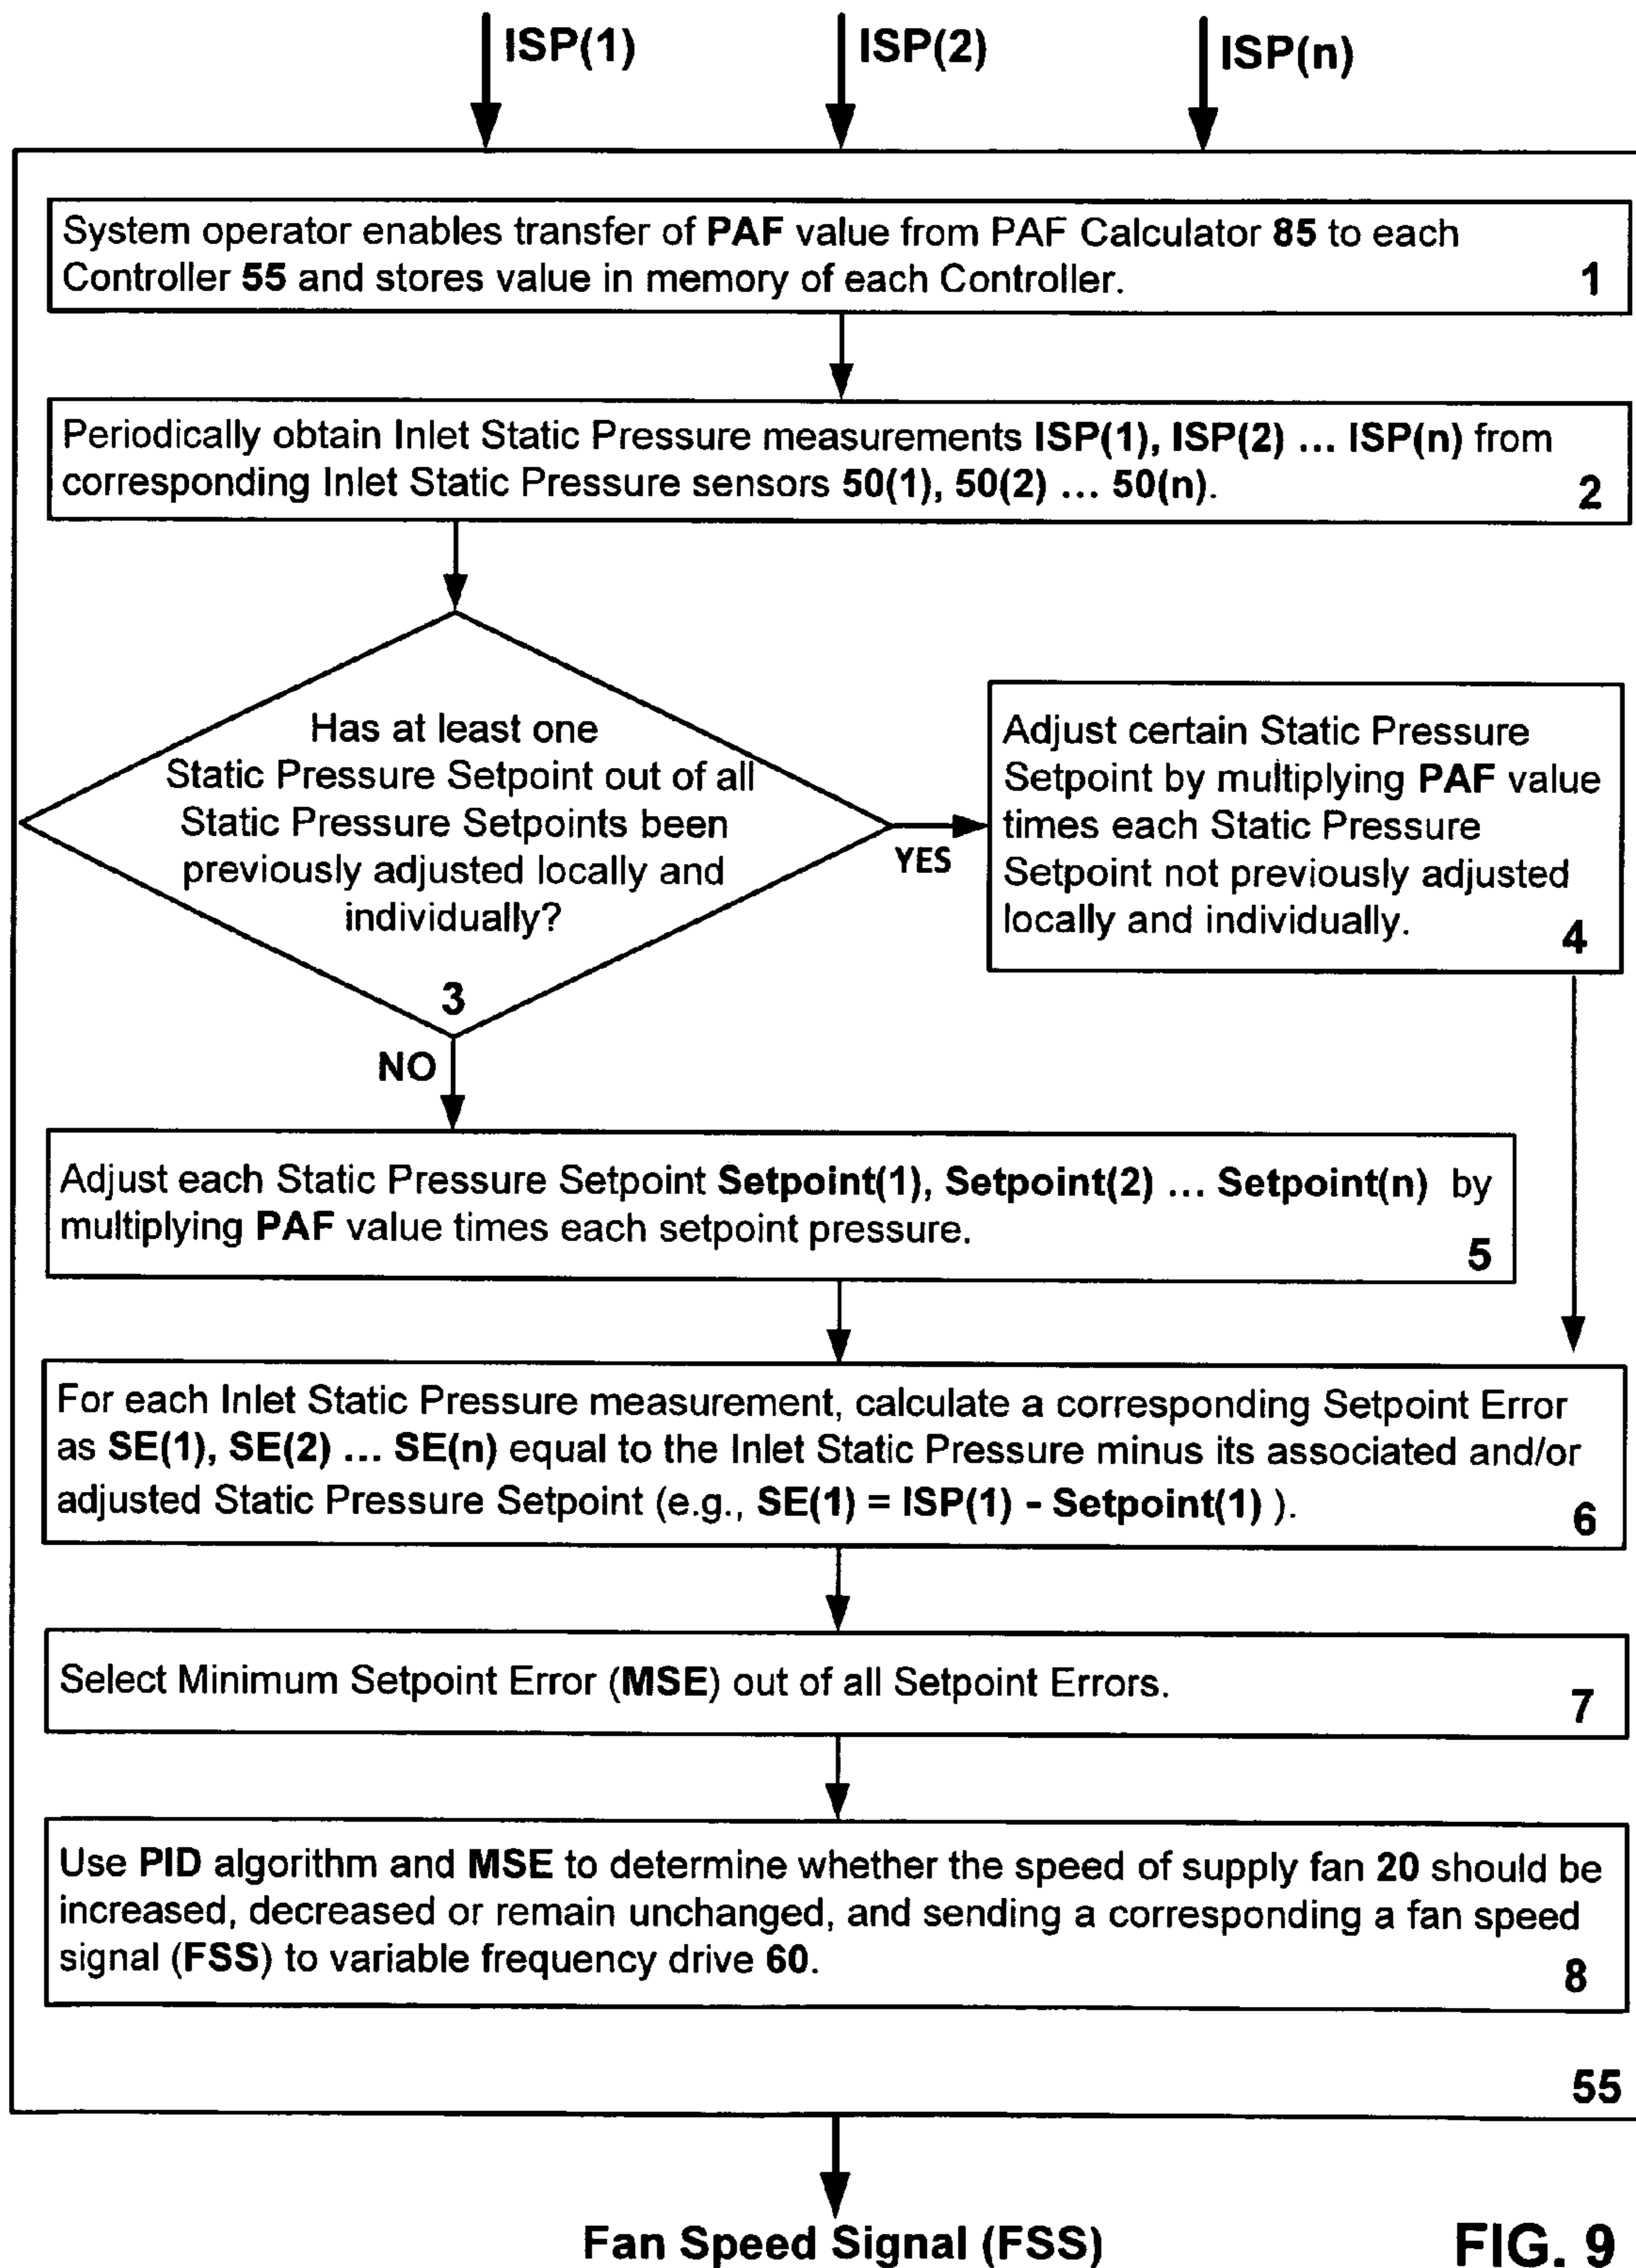 ISP(1)
ISP(2)
ISP(n)
System operator enables transfer of PAF value from PAF Calculator 85 to each
Controller 55 and stores value in memory of each Controller.
1
Periodically obtain Inlet Static Pressure measurements ISP(1), ISP(2) ... ISP(n) from
corresponding Inlet Static Pressure sensors 50(1), 50(2) ... 50(n).
2
Has at least one
Static Pressure Setpoint out of all
Static Pressure Setpoints been
previously adjusted locally and
individually?
3
YES
Adjust certain Static Pressure
Setpoint by multiplying PAF value
times each Static Pressure
Setpoint not previously adjusted
locally and individually.
4
NO
Adjust each Static Pressure Setpoint Setpoint(1), Setpoint(2) ... Setpoint(n) by
multiplying PAF value times each setpoint pressure.
5
For each Inlet Static Pressure measurement, calculate a corresponding Setpoint Error
as SE(1), SE(2) ... SE(n) equal to the Inlet Static Pressure minus its associated and/or
adjusted Static Pressure Setpoint (e.g., SE(1) = ISP(1) - Setpoint(1) ).
6
Select Minimum Setpoint Error (MSE) out of all Setpoint Errors.
7
Use PID algorithm and MSE to determine whether the speed of supply fan 20 should be
increased, decreased or remain unchanged, and sending a corresponding a fan speed
signal (FSS) to variable frequency drive 60.
8
55
Fan Speed Signal (FSS)
FIG. 9